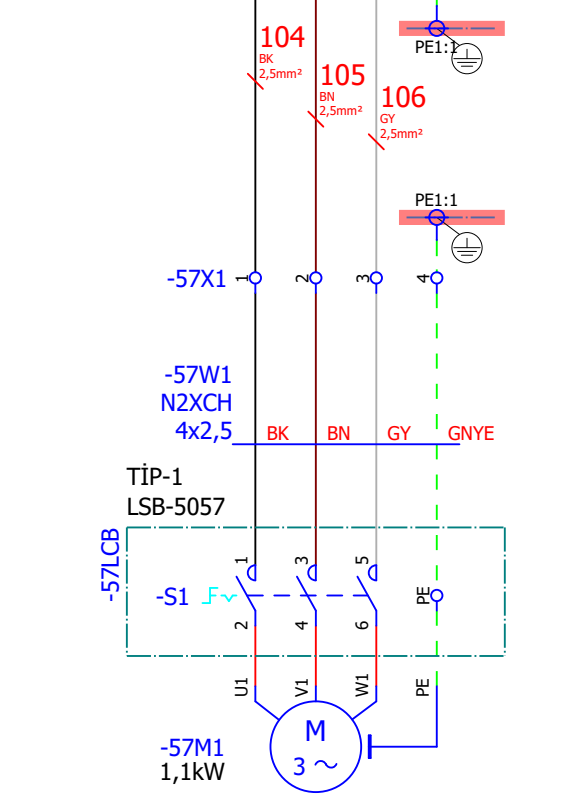 104
BK
2,5mm²
PE1:1
105
BN
2,5mm²
106
GY
2,5mm²
PE1:1
-57X1
1
2
3
4
-57W1
N2XCH
4x2,5
BK
BN
GY
GNYE
TİP-1
LSB-5057
-57LCB
1
3
5
-S1
PE
2
4
6
U1
V1
W1
PE
M
3 ~
-57M1
1,1kW